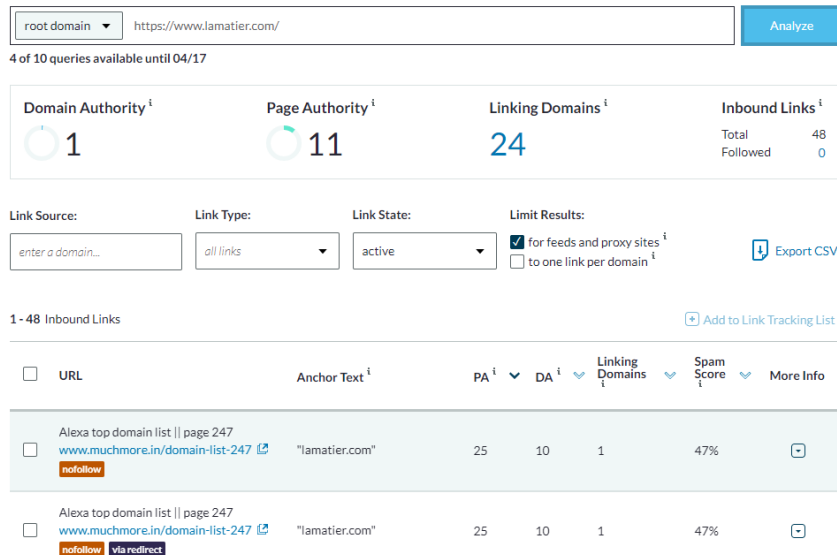 root domain https://www.lamatier.com/ Analyze
4 of 10 queries available until 04/17
Domain Authority i Page Authority i Linking Domains i Inbound Links i
1 11 24 Total 48
Followed 0
Link Source: Link Type: Link State: Limit Results:
enter a domain... all links active for feeds and proxy sites i Export CSV
to one link per domain i
1 - 48 Inbound Links Add to Link Tracking List
URL Anchor Text i PA i DA i Linking Domains i Spam Score i More Info
Alexa top domain list || page 247
www.muchmore.in/domain-list-247 "lamatier.com" 25 10 1 47%
nofollow
Alexa top domain list || page 247
www.muchmore.in/domain-list-247 "lamatier.com" 25 10 1 47%
nofollow via redirect